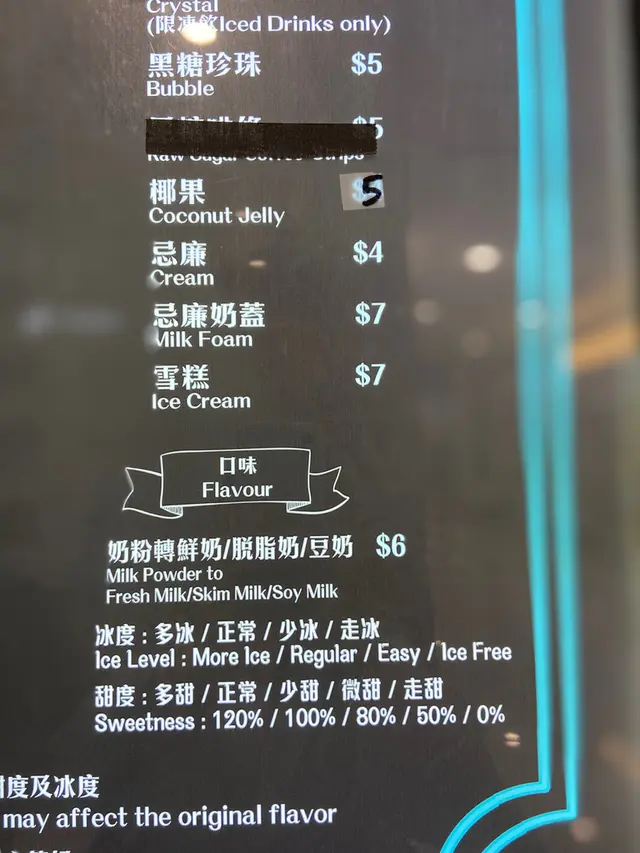 Crystal
(限凍飲Iced Drinks only)
黑糖珍珠 $5
Bubble
$5
Raw Sugar Coffee Strips
椰果 $5
Coconut Jelly
忌廉 $4
Cream
忌廉奶蓋 $7
Milk Foam
雪糕 $7
Ice Cream
口味
Flavour
奶粉轉鮮奶/脫脂奶/豆奶 $6
Milk Powder to
Fresh Milk/Skim Milk/Soy Milk
冰度 : 多冰 / 正常 / 少冰 / 走冰
Ice Level : More Ice / Regular / Easy / Ice Free
甜度 : 多甜 / 正常 / 少甜 / 微甜 / 走甜
Sweetness : 120% / 100% / 80% / 50% / 0%
度及冰度
may affect the original flavor